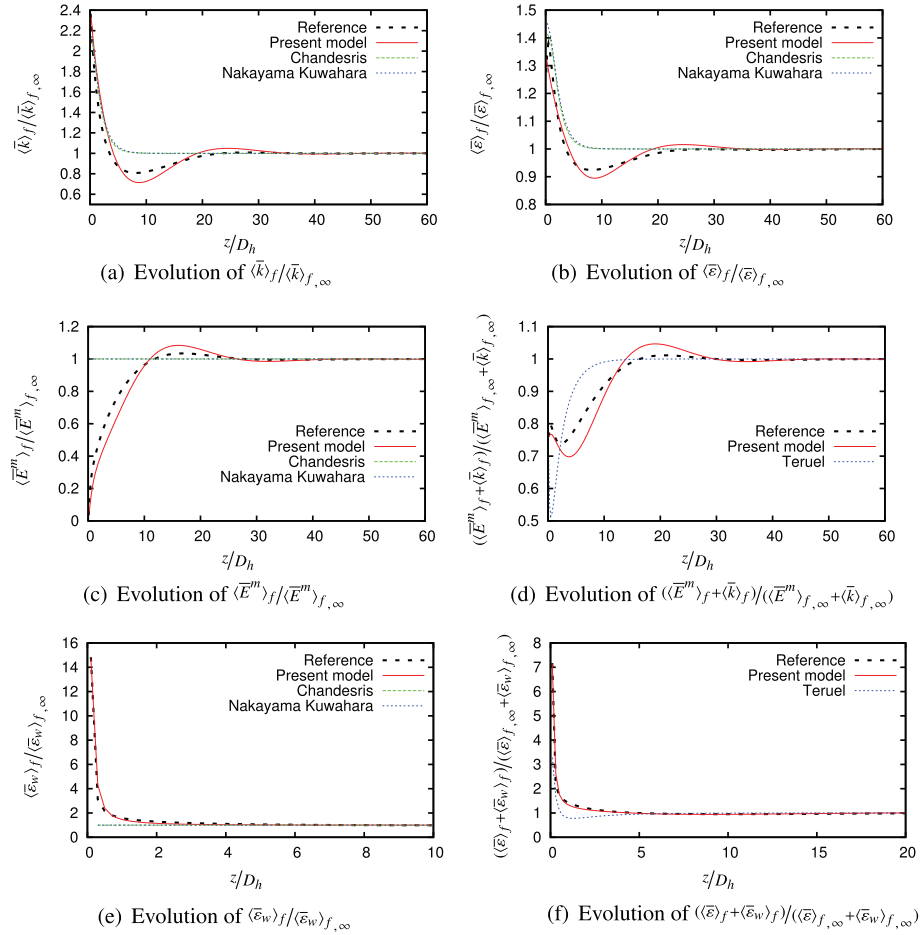 2.4
2.2
2
1.8
1.6
1.4
1.2
1
0.8
0.6
⟨k̅⟩f/⟨k̅⟩f,∞
Reference
Present model
Chandesris
Nakayama Kuwahara
0 10 20 30 40 50 60
z/Dh
(a) Evolution of ⟨k̅⟩f/⟨k̅⟩f,∞
1.5
1.4
1.3
1.2
1.1
1
0.9
0.8
⟨ε̅⟩f/⟨ε̅⟩f,∞
Reference
Present model
Chandesris
Nakayama Kuwahara
0 10 20 30 40 50 60
z/Dh
(b) Evolution of ⟨ε̅⟩f/⟨ε̅⟩f,∞
1.2
1
0.8
0.6
0.4
0.2
0
⟨E̅^m⟩f/⟨E̅^m⟩f,∞
Reference
Present model
Chandesris
Nakayama Kuwahara
0 10 20 30 40 50 60
z/Dh
(c) Evolution of ⟨E̅^m⟩f/⟨E̅^m⟩f,∞
1.1
1
0.9
0.8
0.7
0.6
0.5
(⟨E̅^m⟩f+⟨k̅⟩f)/(⟨E̅^m⟩f,∞+⟨k̅⟩f,∞)
Reference
Present model
Teruel
0 10 20 30 40 50 60
z/Dh
(d) Evolution of (⟨E̅^m⟩f+⟨k̅⟩f)/(⟨E̅^m⟩f,∞+⟨k̅⟩f,∞)
16
14
12
10
8
6
4
2
0
⟨ε̅w⟩f/⟨ε̅w⟩f,∞
Reference
Present model
Chandesris
Nakayama Kuwahara
0 2 4 6 8 10
z/Dh
(e) Evolution of ⟨ε̅w⟩f/⟨ε̅w⟩f,∞
8
7
6
5
4
3
2
1
0
(⟨ε̅⟩f+⟨ε̅w⟩f)/(⟨ε̅⟩f,∞+⟨ε̅w⟩f,∞)
Reference
Present model
Teruel
0 5 10 15 20
z/Dh
(f) Evolution of (⟨ε̅⟩f+⟨ε̅w⟩f)/(⟨ε̅⟩f,∞+⟨ε̅w⟩f,∞)